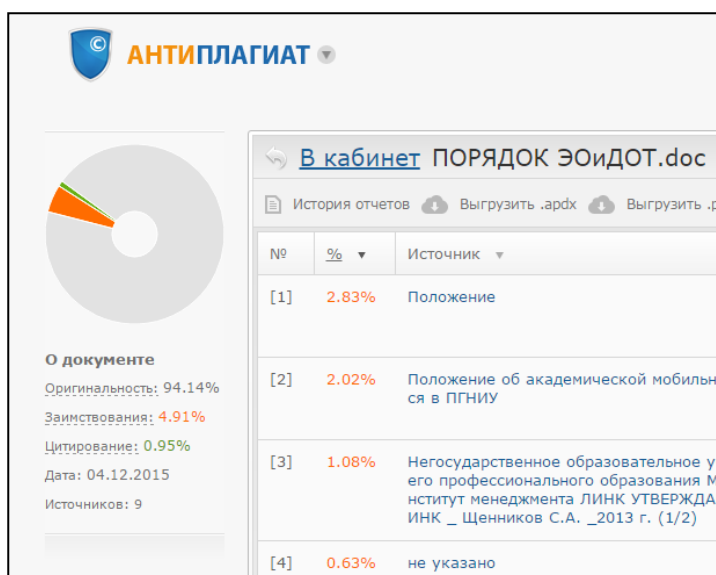 ©
АНТИПЛАГИАТ
В кабинет ПОРЯДОК ЭОиДОТ.doc
История отчетов Выгрузить .apdx Выгрузить
№ % Источник
[1] 2.83% Положение
[2] 2.02% Положение об академической мобильн
ся в ПГНИУ
[3] 1.08% Негосударственное образовательное у
его профессионального образования М
нститут менеджмента ЛИНК УТВЕРЖДА
ИНК _ Щенников С.А. _2013 г. (1/2)
[4] 0.63% не указано
О документе
Оригинальность: 94.14%
Заимствования: 4.91%
Цитирование: 0.95%
Дата: 04.12.2015
Источников: 9